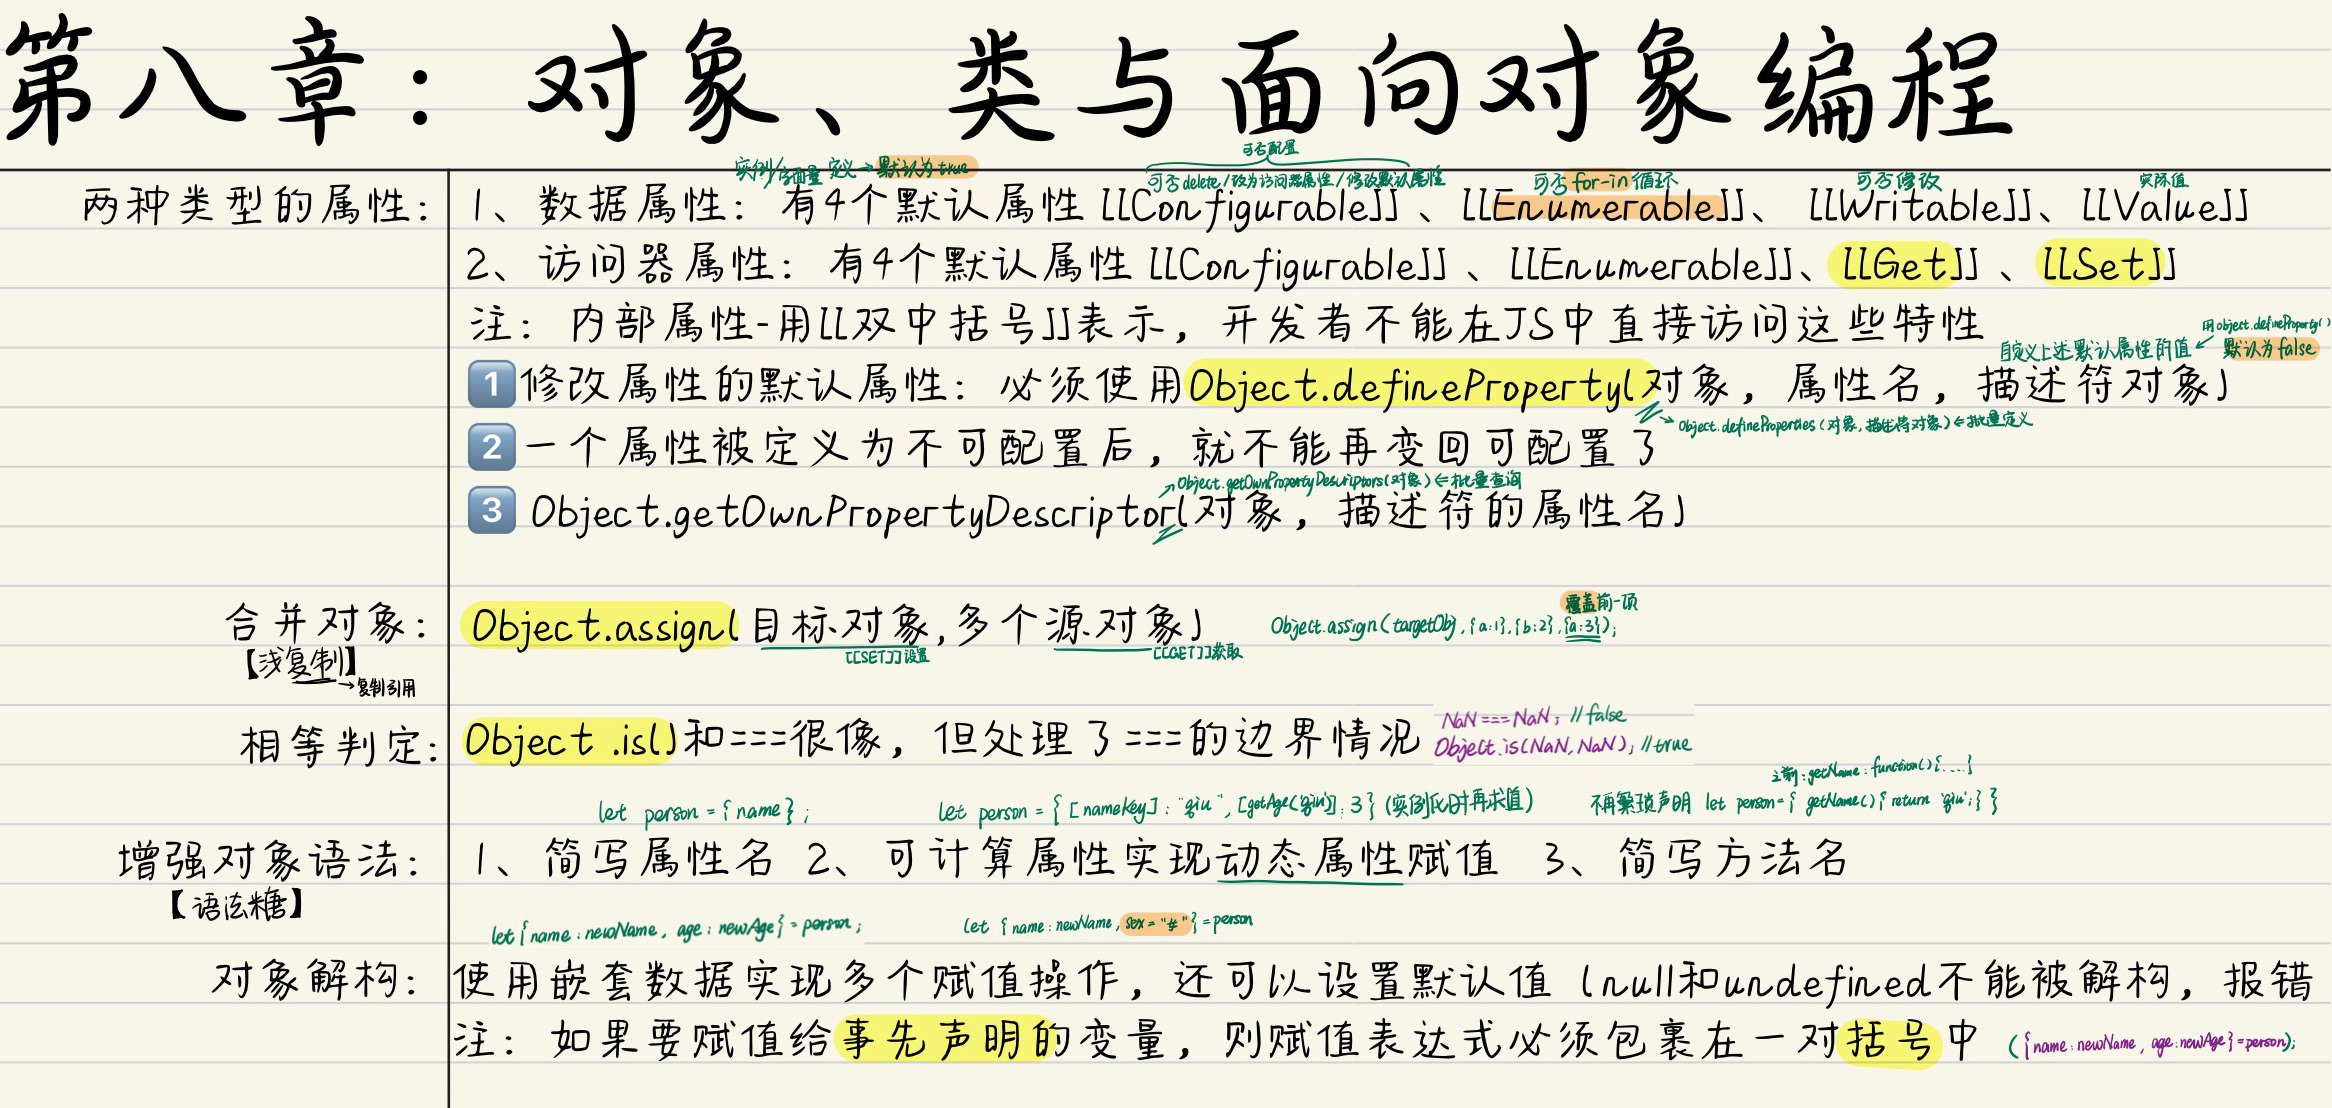 第八章：对象、类与面向对象编程
实例/字面量 定义→默认为true
可否配置
可否delete/改为访问器属性/修改默认属性
可否for-in循环
可否修改
实际值
两种类型的属性：
1、数据属性：有4个默认属性 [[Configurable]]、[[Enumerable]]、[[Writable]]、[[Value]]
2、访问器属性：有4个默认属性 [[Configurable]]、[[Enumerable]]、[[Get]]、[[Set]]
注：内部属性-用[[双中括号]]表示，开发者不能在JS中直接访问这些特性
用object.defineProperty()
自定义上述默认属性的值 ← 默认为false
1 修改属性的默认属性：必须使用Object.defineProperty(对象，属性名，描述符对象)
→ Object.defineProperties(对象,描述符对象)⇐批量定义
2 一个属性被定义为不可配置后，就不能再变回可配置了
→Object.getOwnPropertyDescriptors(对象)⇐批量查询
3 Object.getOwnPropertyDescriptor(对象，描述符的属性名)
合并对象：
Object.assign(目标对象,多个源对象)
覆盖前一项
Object.assign(targetObj,{a:1},{b:2},{a:3});
【浅复制】
→复制引用
[[SET]]设置
[[GET]]获取
相等判定：
Object.is()和===很像，但处理了===的边界情况
NaN===NaN; //false
Object.is(NaN,NaN); //true
之前:getName:function(){....}
let person={name};
let person={[nameKey]:"qiu",[getAge('qiu')]:3}(实例化时再求值)
不再繁琐声明 let person={getName(){return 'qiu';}}
增强对象语法：
1、简写属性名 2、可计算属性实现动态属性赋值 3、简写方法名
【语法糖】
let{name:newName, age:newAge}=person;
let {name:newName,sex="女"}=person
对象解构：
使用嵌套数据实现多个赋值操作，还可以设置默认值（null和undefined不能被解构，报错
注：如果要赋值给事先声明的变量，则赋值表达式必须包裹在一对括号中
({name:newName, age:newAge}=person);